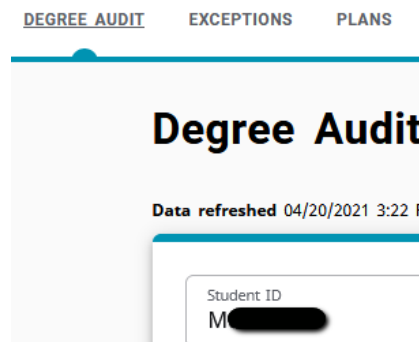 DEGREE AUDIT EXCEPTIONS PLANS
Degree Audit
Data refreshed 04/20/2021 3:22
Student ID
M